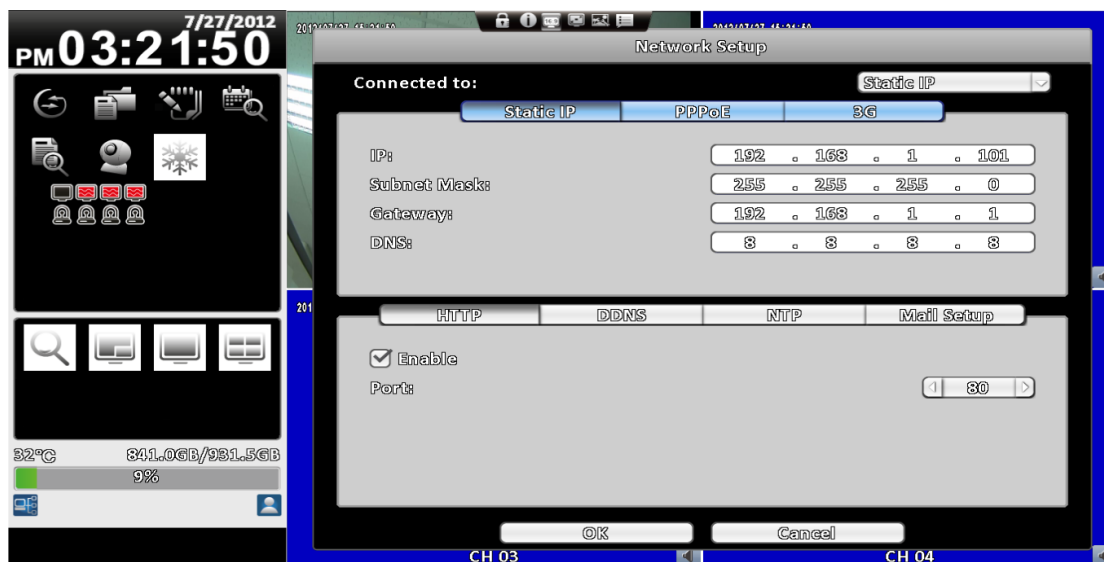 7/27/2012
PM 03:21:50
32°C 841.0GB/931.5GB
9%
Network Setup
Connected to: Static IP
Static IP PPPoE 3G
IP: 192 . 168 . 1 . 101
Subnet Mask: 255 . 255 . 255 . 0
Gateway: 192 . 168 . 1 . 1
DNS: 8 . 8 . 8 . 8
HTTP DDNS NTP Mail Setup
Enable
Port: 80
OK Cancel
CH 03 CH 04